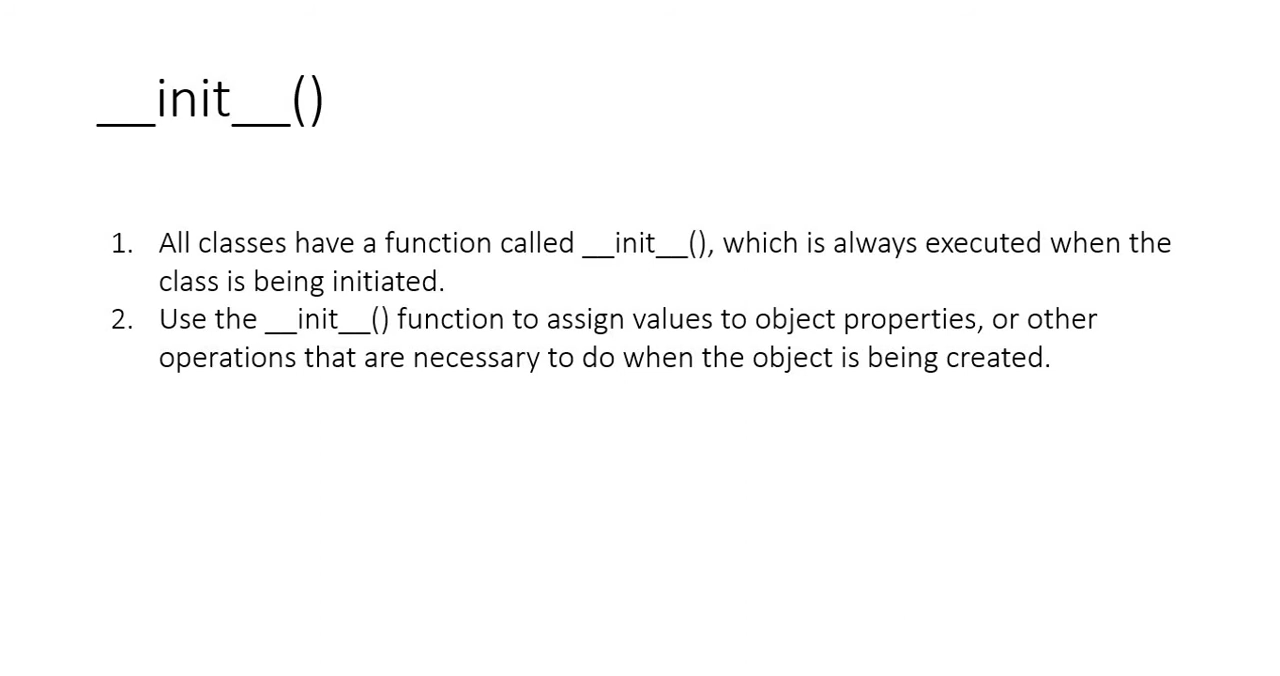 __init__()
1. All classes have a function called __init__(), which is always executed when the
class is being initiated.
2. Use the __init__() function to assign values to object properties, or other
operations that are necessary to do when the object is being created.